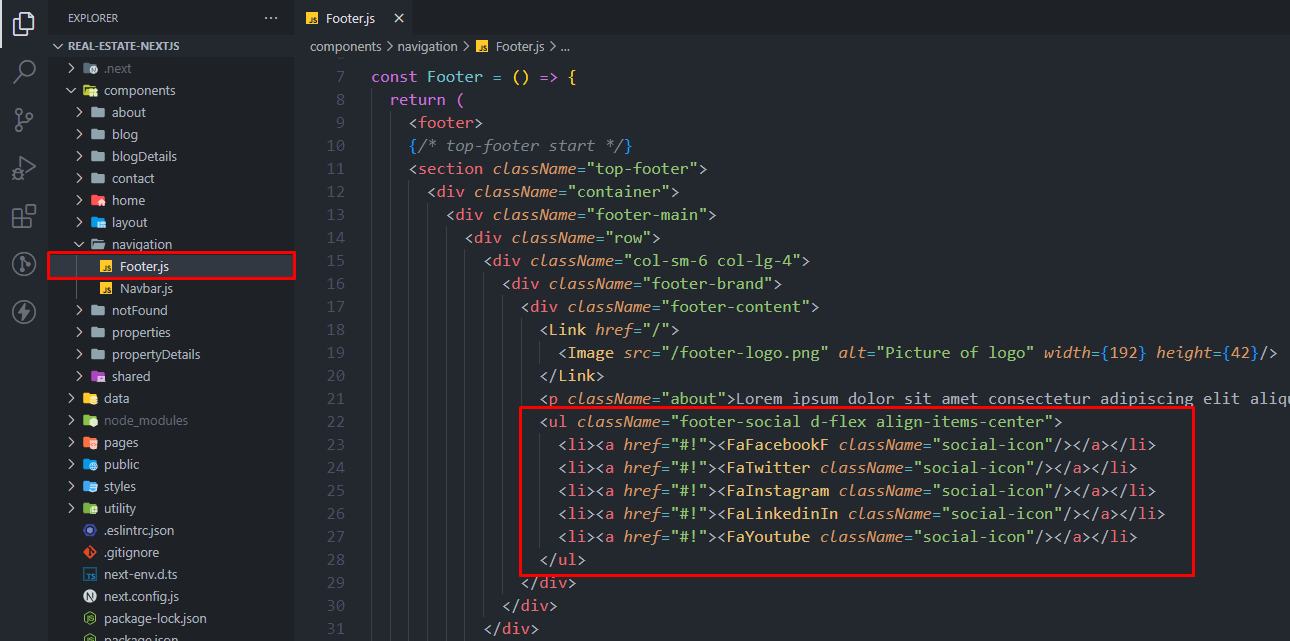 EXPLORER
REAL-ESTATE-NEXTJS
.next
components
about
blog
blogDetails
contact
home
layout
navigation
Footer.js
Navbar.js
notFound
properties
propertyDetails
shared
data
node_modules
pages
public
styles
utility
.eslintrc.json
.gitignore
next-env.d.ts
next.config.js
package-lock.json
package.json
Footer.js
components > navigation > Footer.js > ...
7 const Footer = () => {
8 return (
9 <footer>
10 {/* top-footer start */}
11 <section className="top-footer">
12 <div className="container">
13 <div className="footer-main">
14 <div className="row">
15 <div className="col-sm-6 col-lg-4">
16 <div className="footer-brand">
17 <div className="footer-content">
18 <Link href="/">
19 <Image src="/footer-logo.png" alt="Picture of logo" width={192} height={42}/>
20 </Link>
21 <p className="about">Lorem ipsum dolor sit amet consectetur adipiscing elit aliqu
22 <ul className="footer-social d-flex align-items-center">
23 <li><a href="#!"><FaFacebookF className="social-icon"/></a></li>
24 <li><a href="#!"><FaTwitter className="social-icon"/></a></li>
25 <li><a href="#!"><FaInstagram className="social-icon"/></a></li>
26 <li><a href="#!"><FaLinkedinIn className="social-icon"/></a></li>
27 <li><a href="#!"><FaYoutube className="social-icon"/></a></li>
28 </ul>
29 </div>
30 </div>
31 </div>